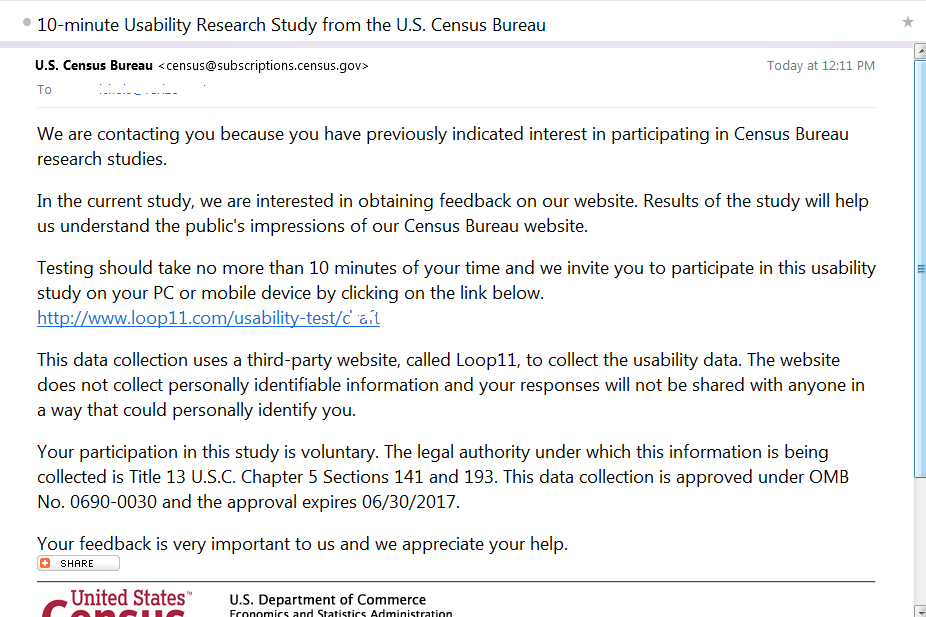 10-minute Usability Research Study from the U.S. Census Bureau
U.S. Census Bureau <census@subscriptions.census.gov>
Today at 12:11 PM
To
We are contacting you because you have previously indicated interest in participating in Census Bureau
research studies.
In the current study, we are interested in obtaining feedback on our website. Results of the study will help
us understand the public's impressions of our Census Bureau website.
Testing should take no more than 10 minutes of your time and we invite you to participate in this usability
study on your PC or mobile device by clicking on the link below.
http://www.loop11.com/usability-test/
This data collection uses a third-party website, called Loop11, to collect the usability data. The website
does not collect personally identifiable information and your responses will not be shared with anyone in
a way that could personally identify you.
Your participation in this study is voluntary. The legal authority under which this information is being
collected is Title 13 U.S.C. Chapter 5 Sections 141 and 193. This data collection is approved under OMB
No. 0690-0030 and the approval expires 06/30/2017.
Your feedback is very important to us and we appreciate your help.
SHARE
United States™
Census
U.S. Department of Commerce
Economics and Statistics Administration